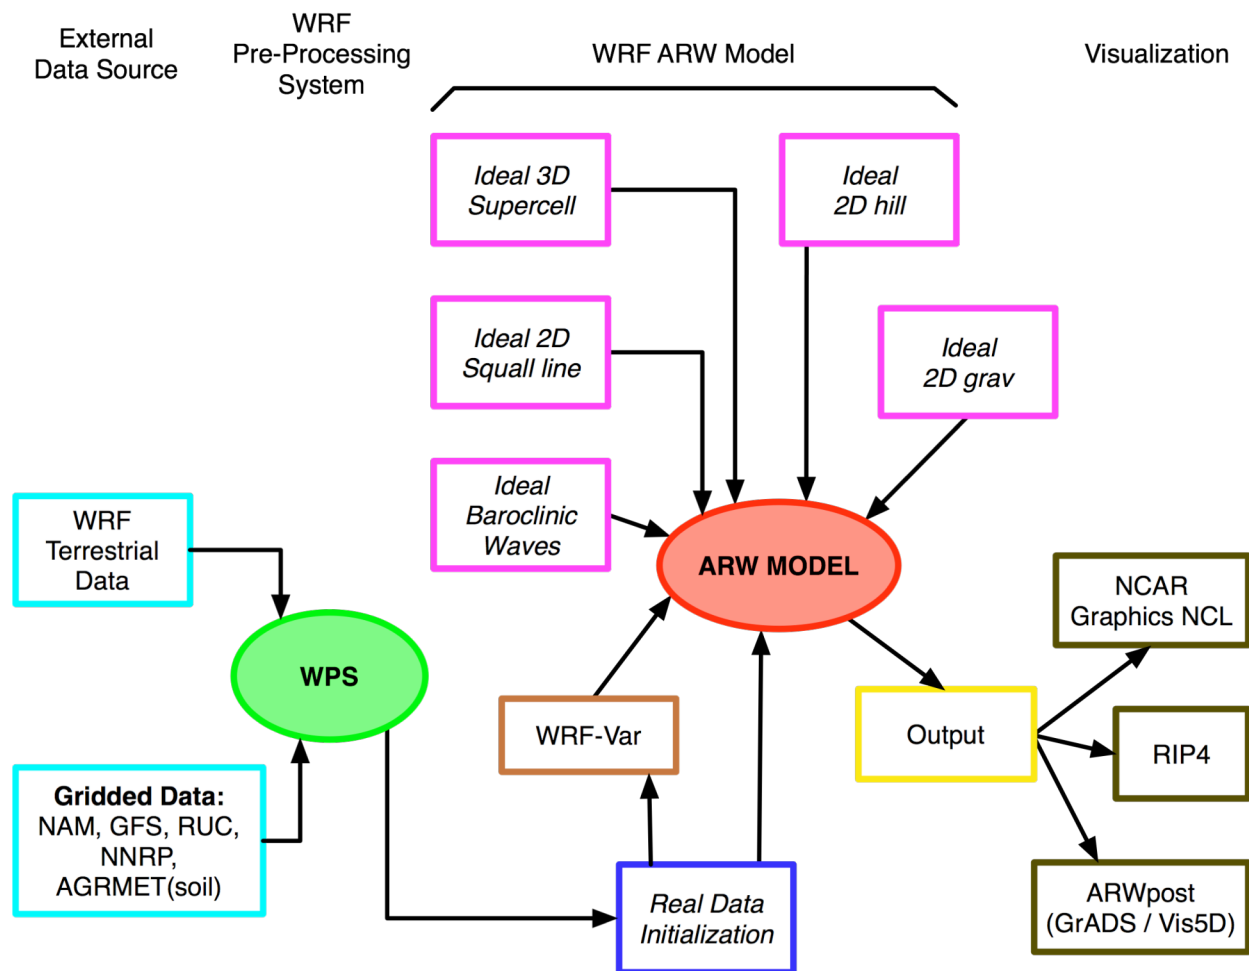 External
Data Source
WRF
Pre-Processing
System
WRF ARW Model
Visualization
Ideal 3D
Supercell
Ideal
2D hill
Ideal 2D
Squall line
Ideal
2D grav
Ideal
Baroclinic
Waves
WRF
Terrestrial
Data
ARW MODEL
NCAR
Graphics NCL
WPS
WRF-Var
Output
RIP4
Gridded Data:
NAM, GFS, RUC,
NNRP,
AGRMET(soil)
Real Data
Initialization
ARWpost
(GrADS / Vis5D)